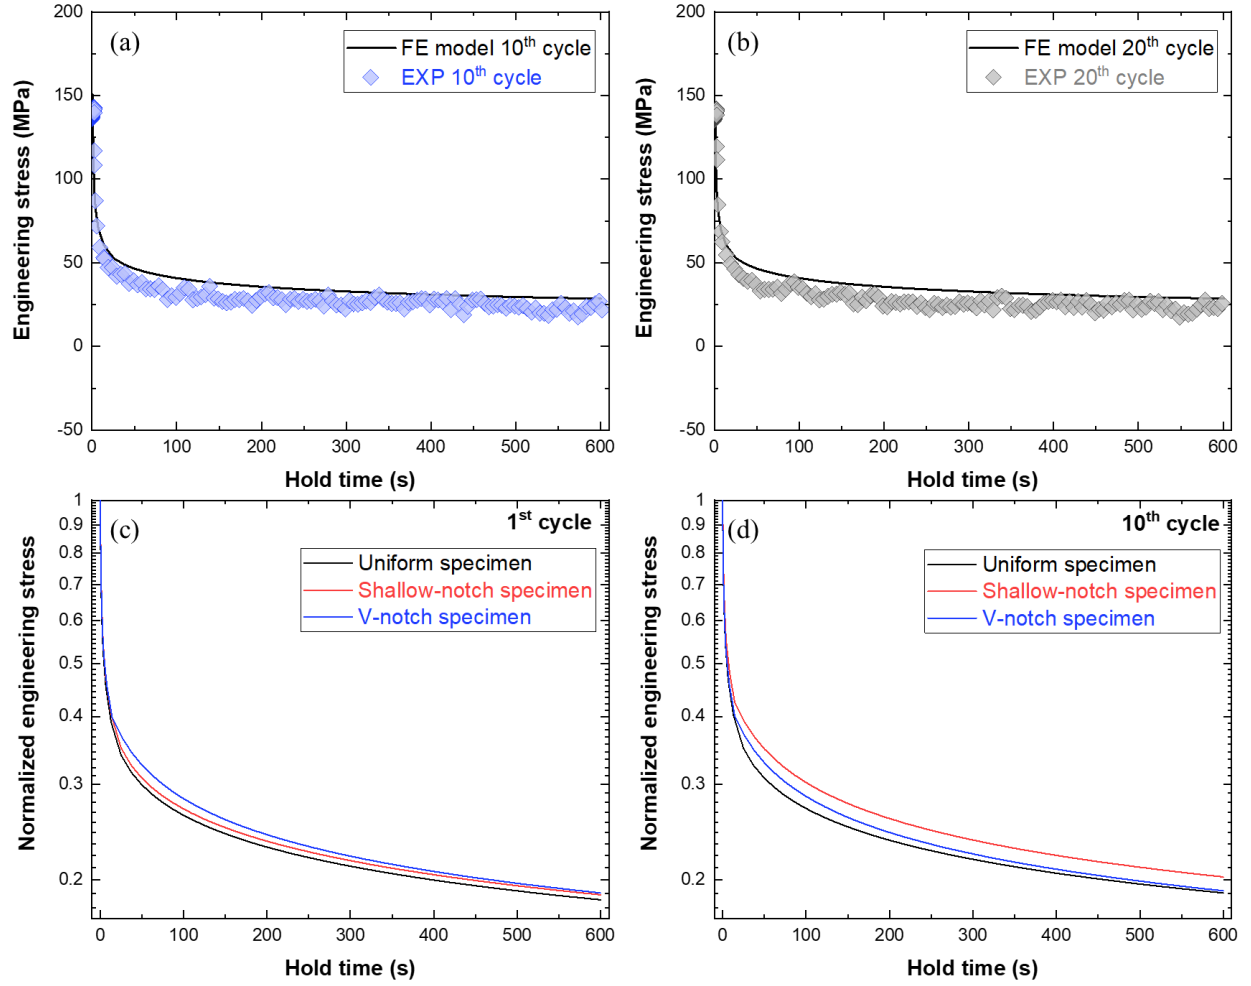 (a)
FE model 10th cycle
EXP 10th cycle
Engineering stress (MPa)
200
150
100
50
0
-50
0 100 200 300 400 500 600
Hold time (s)
(b)
FE model 20th cycle
EXP 20th cycle
Engineering stress (MPa)
200
150
100
50
0
-50
0 100 200 300 400 500 600
Hold time (s)
(c)
1st cycle
Uniform specimen
Shallow-notch specimen
V-notch specimen
Normalized engineering stress
1
0.9
0.8
0.7
0.6
0.5
0.4
0.3
0.2
0 100 200 300 400 500 600
Hold time (s)
(d)
10th cycle
Uniform specimen
Shallow-notch specimen
V-notch specimen
Normalized engineering stress
1
0.9
0.8
0.7
0.6
0.5
0.4
0.3
0.2
0 100 200 300 400 500 600
Hold time (s)